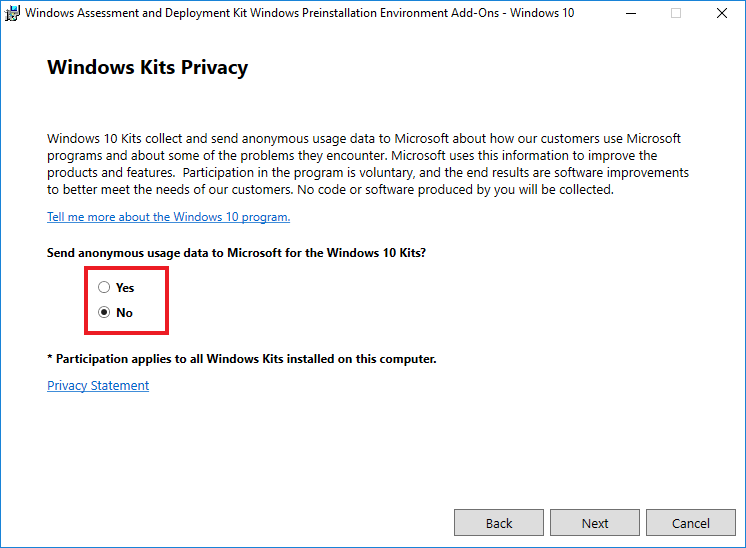 Windows Assessment and Deployment Kit Windows Preinstallation Environment Add-Ons - Windows 10
Windows Kits Privacy
Windows 10 Kits collect and send anonymous usage data to Microsoft about how our customers use Microsoft
programs and about some of the problems they encounter. Microsoft uses this information to improve the
products and features.  Participation in the program is voluntary, and the end results are software improvements
to better meet the needs of our customers. No code or software produced by you will be collected.
Tell me more about the Windows 10 program.
Send anonymous usage data to Microsoft for the Windows 10 Kits?
Yes
No
* Participation applies to all Windows Kits installed on this computer.
Privacy Statement
Back Next Cancel